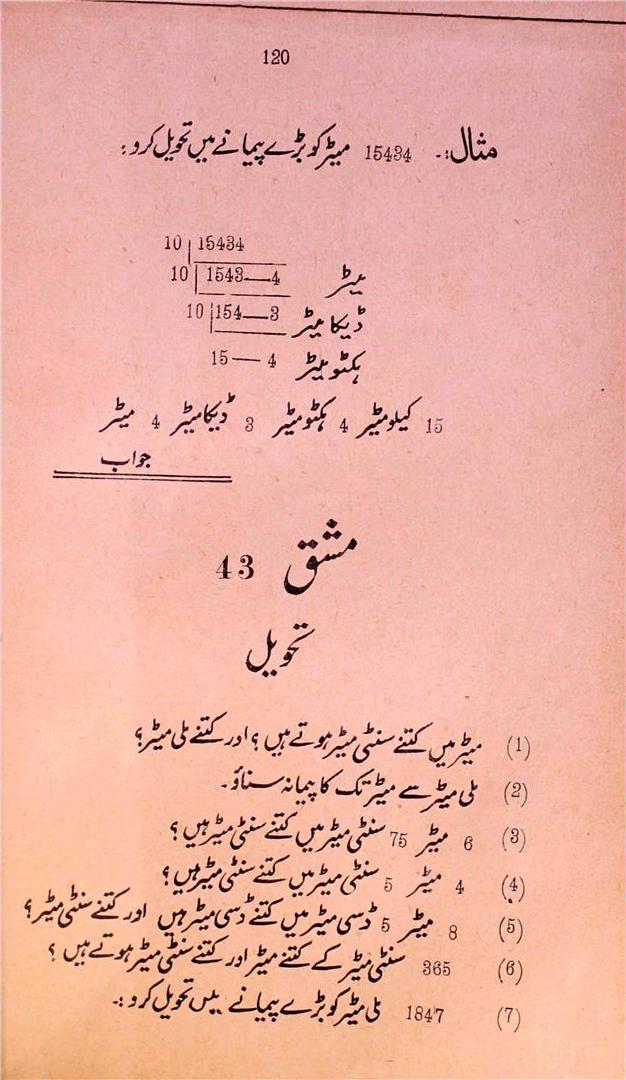 120
مثال:۔ 15434 میٹر کو بڑے پیمانے میں تحویل کرو:
10 | 15434
10 | 1543—4 میٹر
10 | 154—3 ڈیکا میٹر
15 — 4 ہکٹو میٹر
15 کیلو میٹر 4 ہکٹو میٹر 3 ڈیکا میٹر 4 میٹر
جواب
مشق 43
تحویل
(1) میٹر میں کتنے سنٹی میٹر ہوتے ہیں؟ اور کتنے ملی میٹر؟
(2) ملی میٹر سے میٹر تک کا پیمانہ سناؤ۔
(3) 6 میٹر 75 سنٹی میٹر میں کتنے سنٹی میٹر ہیں؟
(4) 4 میٹر 5 سنٹی میٹر میں کتنے سنٹی میٹر ہیں؟
(5) 8 میٹر 5 ڈسی میٹر میں کتنے ڈسی میٹر ہیں اور کتنے سنٹی میٹر؟
(6) 365 سنٹی میٹر کے کتنے میٹر اور کتنے سنٹی میٹر ہوتے ہیں؟
(7) 1847 ملی میٹر کو بڑے پیمانے میں تحویل کرو:۔